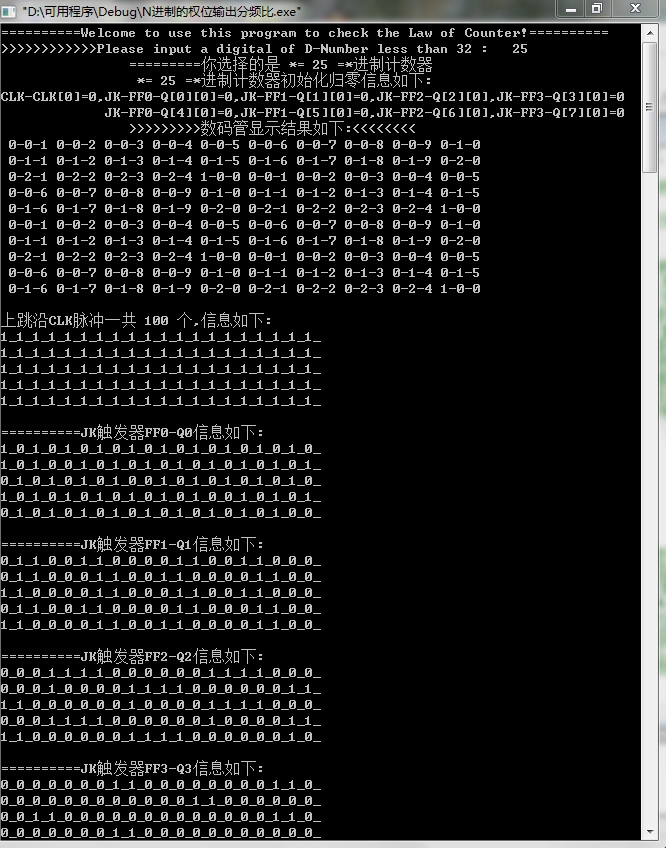 "D:\可用程序\Debug\N进制的权位输出分频比.exe"
==========Welcome to use this program to check the Law of Counter!==========
>>>>>>>>>>>>Please input a digital of D-Number less than 32 :   25
=========你选择的是 *= 25 =*进制计数器
*= 25 =*进制计数器初始化归零信息如下:
CLK-CLK[0]=0,JK-FF0-Q[0][0]=0,JK-FF1-Q[1][0]=0,JK-FF2-Q[2][0],JK-FF3-Q[3][0]=0
JK-FF0-Q[4][0]=0,JK-FF1-Q[5][0]=0,JK-FF2-Q[6][0],JK-FF3-Q[7][0]=0
>>>>>>>>>数码管显示结果如下:<<<<<<<<
0-0-1 0-0-2 0-0-3 0-0-4 0-0-5 0-0-6 0-0-7 0-0-8 0-0-9 0-1-0
0-1-1 0-1-2 0-1-3 0-1-4 0-1-5 0-1-6 0-1-7 0-1-8 0-1-9 0-2-0
0-2-1 0-2-2 0-2-3 0-2-4 1-0-0 0-0-1 0-0-2 0-0-3 0-0-4 0-0-5
0-0-6 0-0-7 0-0-8 0-0-9 0-1-0 0-1-1 0-1-2 0-1-3 0-1-4 0-1-5
0-1-6 0-1-7 0-1-8 0-1-9 0-2-0 0-2-1 0-2-2 0-2-3 0-2-4 1-0-0
0-0-1 0-0-2 0-0-3 0-0-4 0-0-5 0-0-6 0-0-7 0-0-8 0-0-9 0-1-0
0-1-1 0-1-2 0-1-3 0-1-4 0-1-5 0-1-6 0-1-7 0-1-8 0-1-9 0-2-0
0-2-1 0-2-2 0-2-3 0-2-4 1-0-0 0-0-1 0-0-2 0-0-3 0-0-4 0-0-5
0-0-6 0-0-7 0-0-8 0-0-9 0-1-0 0-1-1 0-1-2 0-1-3 0-1-4 0-1-5
0-1-6 0-1-7 0-1-8 0-1-9 0-2-0 0-2-1 0-2-2 0-2-3 0-2-4 1-0-0
上跳沿CLK脉冲一共 100 个,信息如下:
1_1_1_1_1_1_1_1_1_1_1_1_1_1_1_1_1_1_1_1_
1_1_1_1_1_1_1_1_1_1_1_1_1_1_1_1_1_1_1_1_
1_1_1_1_1_1_1_1_1_1_1_1_1_1_1_1_1_1_1_1_
1_1_1_1_1_1_1_1_1_1_1_1_1_1_1_1_1_1_1_1_
1_1_1_1_1_1_1_1_1_1_1_1_1_1_1_1_1_1_1_1_
==========JK触发器FF0-Q0信息如下:
1_0_1_0_1_0_1_0_1_0_1_0_1_0_1_0_1_0_1_0_
1_0_1_0_0_1_0_1_0_1_0_1_0_1_0_1_0_1_0_1_
0_1_0_1_0_1_0_1_0_0_1_0_1_0_1_0_1_0_1_0_
1_0_1_0_1_0_1_0_1_0_1_0_1_0_0_1_0_1_0_1_
0_1_0_1_0_1_0_1_0_1_0_1_0_1_0_1_0_1_0_0_
==========JK触发器FF1-Q1信息如下:
0_1_1_0_0_1_1_0_0_0_0_1_1_0_0_1_1_0_0_0_
0_1_1_0_0_0_1_1_0_0_1_1_0_0_0_0_1_1_0_0_
1_1_0_0_0_0_1_1_0_0_0_1_1_0_0_1_1_0_0_0_
0_1_1_0_0_1_1_0_0_0_0_1_1_0_0_0_1_1_0_0_
1_1_0_0_0_0_1_1_0_0_1_1_0_0_0_0_1_1_0_0_
==========JK触发器FF2-Q2信息如下:
0_0_0_1_1_1_1_0_0_0_0_0_0_1_1_1_1_0_0_0_
0_0_0_1_0_0_0_0_1_1_1_1_0_0_0_0_0_0_1_1_
1_1_0_0_0_0_0_0_1_0_0_0_0_1_1_1_1_0_0_0_
0_0_0_1_1_1_1_0_0_0_0_0_0_1_0_0_0_0_1_1_
1_1_0_0_0_0_0_0_1_1_1_1_0_0_0_0_0_0_1_0_
==========JK触发器FF3-Q3信息如下:
0_0_0_0_0_0_0_1_1_0_0_0_0_0_0_0_0_1_1_0_
0_0_0_0_0_0_0_0_0_0_0_0_1_1_0_0_0_0_0_0_
0_0_1_1_0_0_0_0_0_0_0_0_0_0_0_0_0_1_1_0_
0_0_0_0_0_0_0_1_1_0_0_0_0_0_0_0_0_0_0_0_